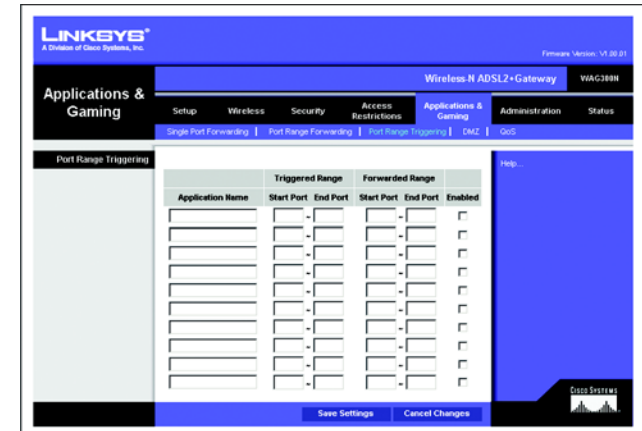 LINKSYS®
A Division of Cisco Systems, Inc.
Firmware Version: V1.00.01
Wireless-N ADSL2+Gateway WAG300N
Applications & Gaming
Setup Wireless Security Access Restrictions Applications & Gaming Administration Status
Single Port Forwarding | Port Range Forwarding | Port Range Triggering | DMZ | QoS
Port Range Triggering
Help...
Triggered Range Forwarded Range
Application Name Start Port End Port Start Port End Port Enabled
-  -
-  -
-  -
-  -
-  -
-  -
-  -
-  -
-  -
-  -
Save Settings Cancel Changes
CISCO SYSTEMS